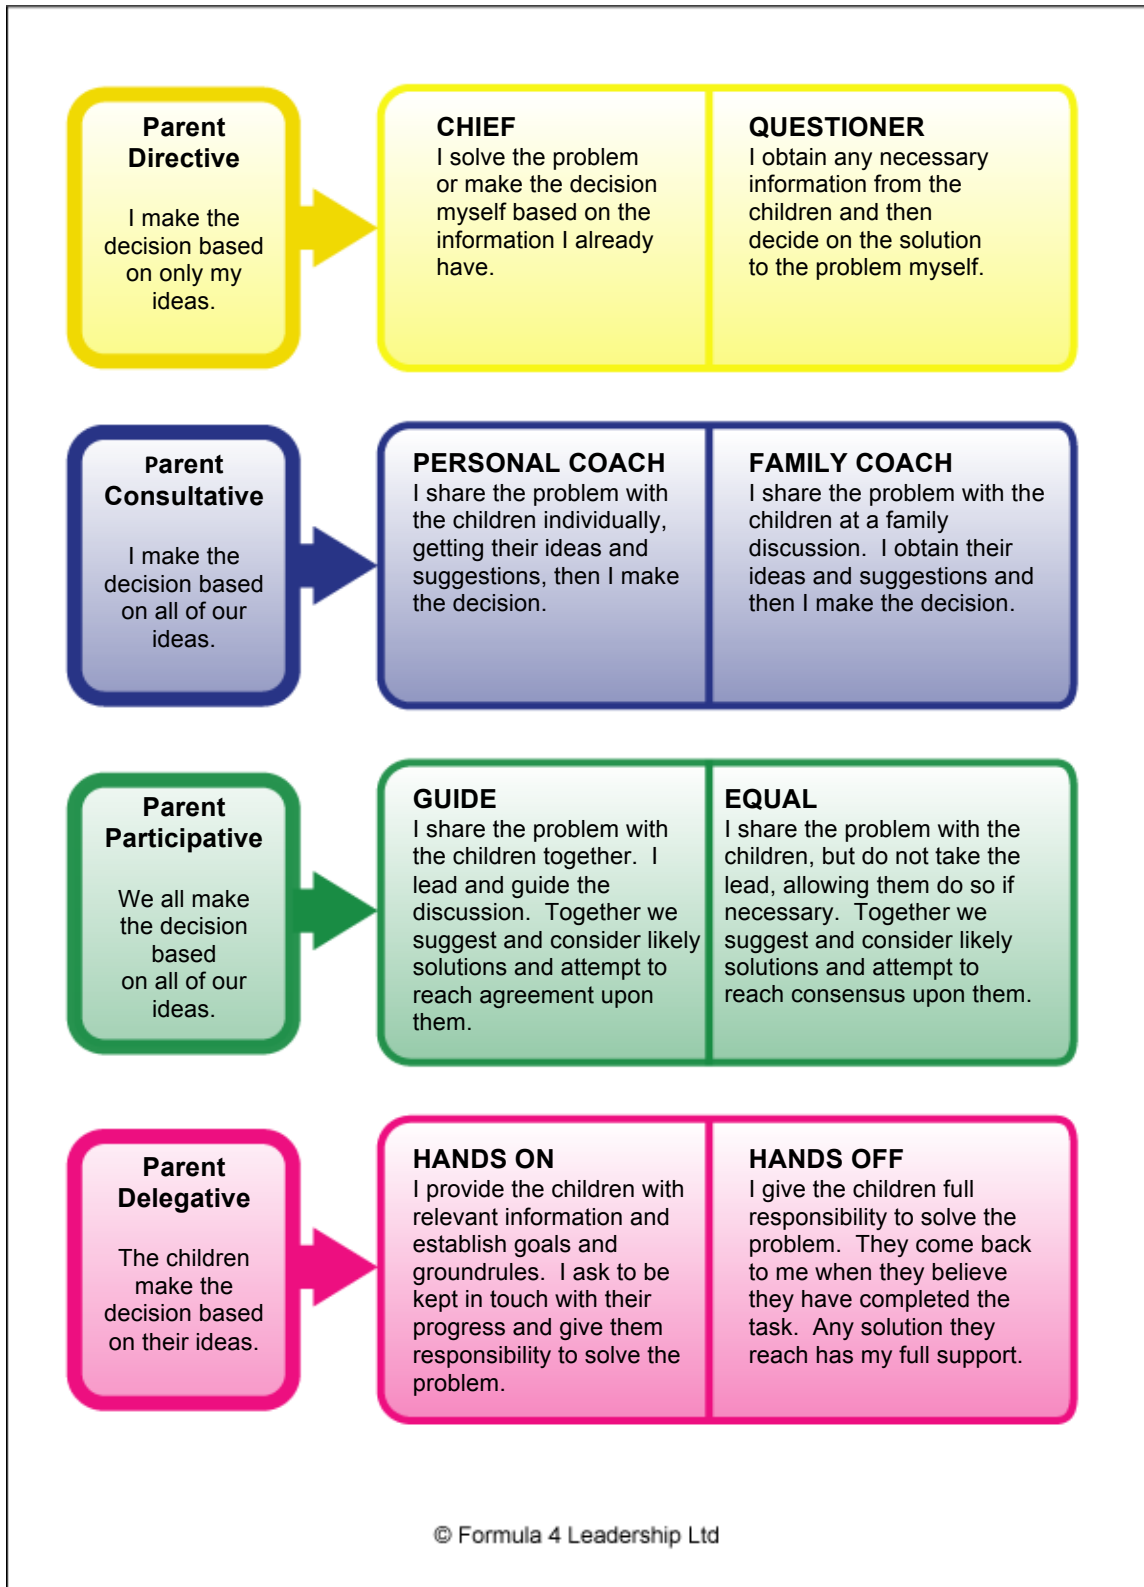 Parent
Directive
I make the
decision based
on only my
ideas.
CHIEF
I solve the problem
or make the decision
myself based on the
information I already
have.
QUESTIONER
I obtain any necessary
information from the
children and then
decide on the solution
to the problem myself.
Parent
Consultative
I make the
decision based
on all of our
ideas.
PERSONAL COACH
I share the problem with
the children individually,
getting their ideas and
suggestions, then I make
the decision.
FAMILY COACH
I share the problem with the
children at a family
discussion.  I obtain their
ideas and suggestions and
then I make the decision.
Parent
Participative
We all make
the decision
based
on all of our
ideas.
GUIDE
I share the problem with
the children together.  I
lead and guide the
discussion.  Together we
suggest and consider likely
solutions and attempt to
reach agreement upon
them.
EQUAL
I share the problem with the
children, but do not take the
lead, allowing them do so if
necessary.  Together we
suggest and consider likely
solutions and attempt to
reach consensus upon them.
Parent
Delegative
The children
make the
decision based
on their ideas.
HANDS ON
I provide the children with
relevant information and
establish goals and
groundrules.  I ask to be
kept in touch with their
progress and give them
responsibility to solve the
problem.
HANDS OFF
I give the children full
responsibility to solve the
problem.  They come back
to me when they believe
they have completed the
task.  Any solution they
reach has my full support.
© Formula 4 Leadership Ltd